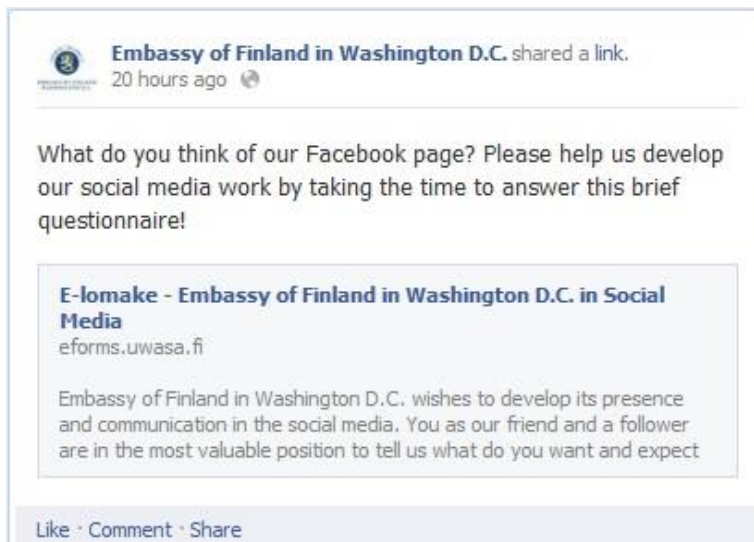 Embassy of Finland in Washington D.C. shared a link.
20 hours ago
What do you think of our Facebook page? Please help us develop
our social media work by taking the time to answer this brief
questionnaire!
E-lomake - Embassy of Finland in Washington D.C. in Social
Media
eforms.uwasa.fi
Embassy of Finland in Washington D.C. wishes to develop its presence
and communication in the social media. You as our friend and a follower
are in the most valuable position to tell us what do you want and expect
Like · Comment · Share